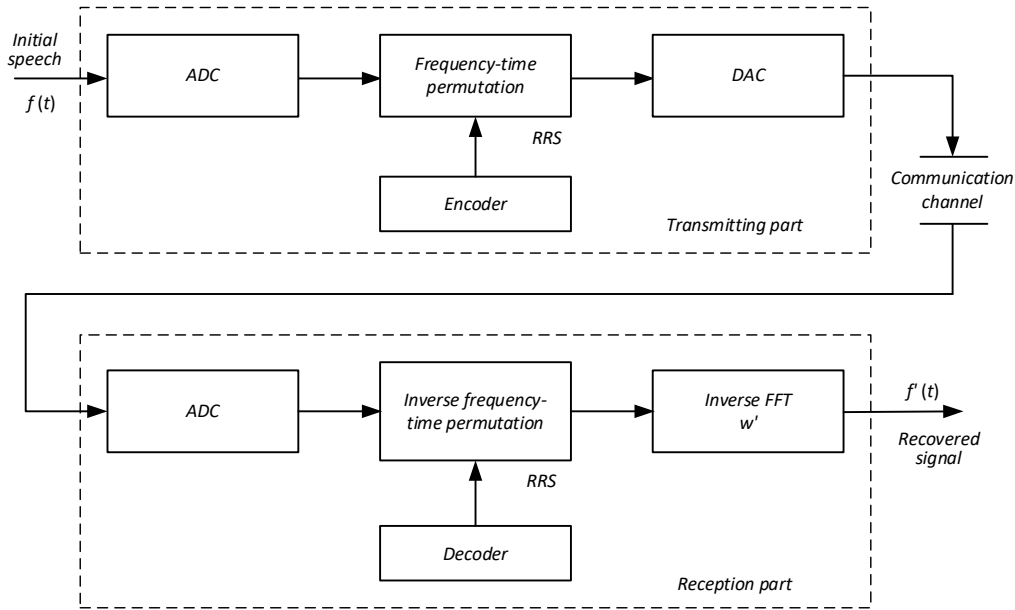 Initial
speech
f (t)
ADC
Frequency-time
permutation
DAC
RRS
Encoder
Transmitting part
Communication
channel
ADC
Inverse frequency-
time permutation
Inverse FFT
w'
f' (t)
Recovered
signal
RRS
Decoder
Reception part